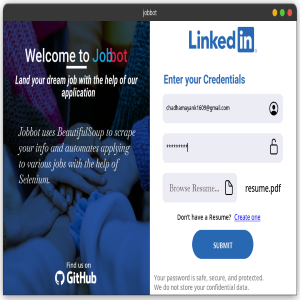 jobbot
Welcome to Jobbot
Land your dream job with the help of our
application
Jobbot uses BeautifulSoup to scrape
your info and automates applying
to various jobs with the help of
Selenium.
Find us on
GitHub
LinkedIn
Enter your Credentials
chadhamayank1609@gmail.com
*********
Browse Resume...
resume.pdf
Don't have a Resume? Create one
SUBMIT
Your password is safe, secure, and protected.
We do not store your confidential data.